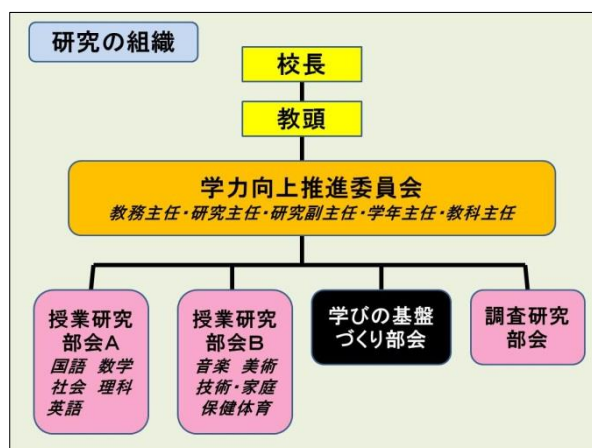 研究の組織
校長
教頭
学力向上推進委員会
教務主任・研究主任・研究副主任・学年主任・教科主任
授業研究
部会A
国語 数学
社会 理科
英語
授業研究
部会B
音楽 美術
技術・家庭
保健体育
学びの基盤
づくり部会
調査研究
部会